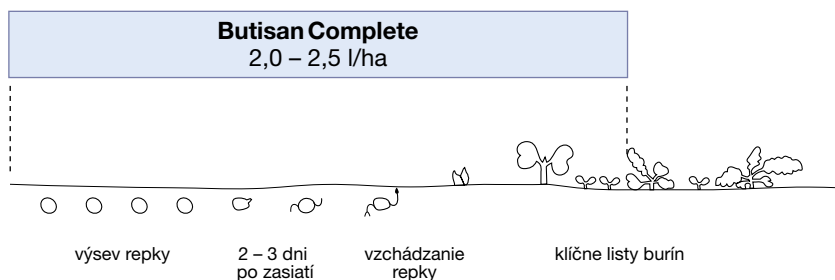 Butisan Complete
2,0 – 2,5 l/ha
výsev repky
2 – 3 dni
po zasiatí
vzchádzanie
repky
klíčne listy burín